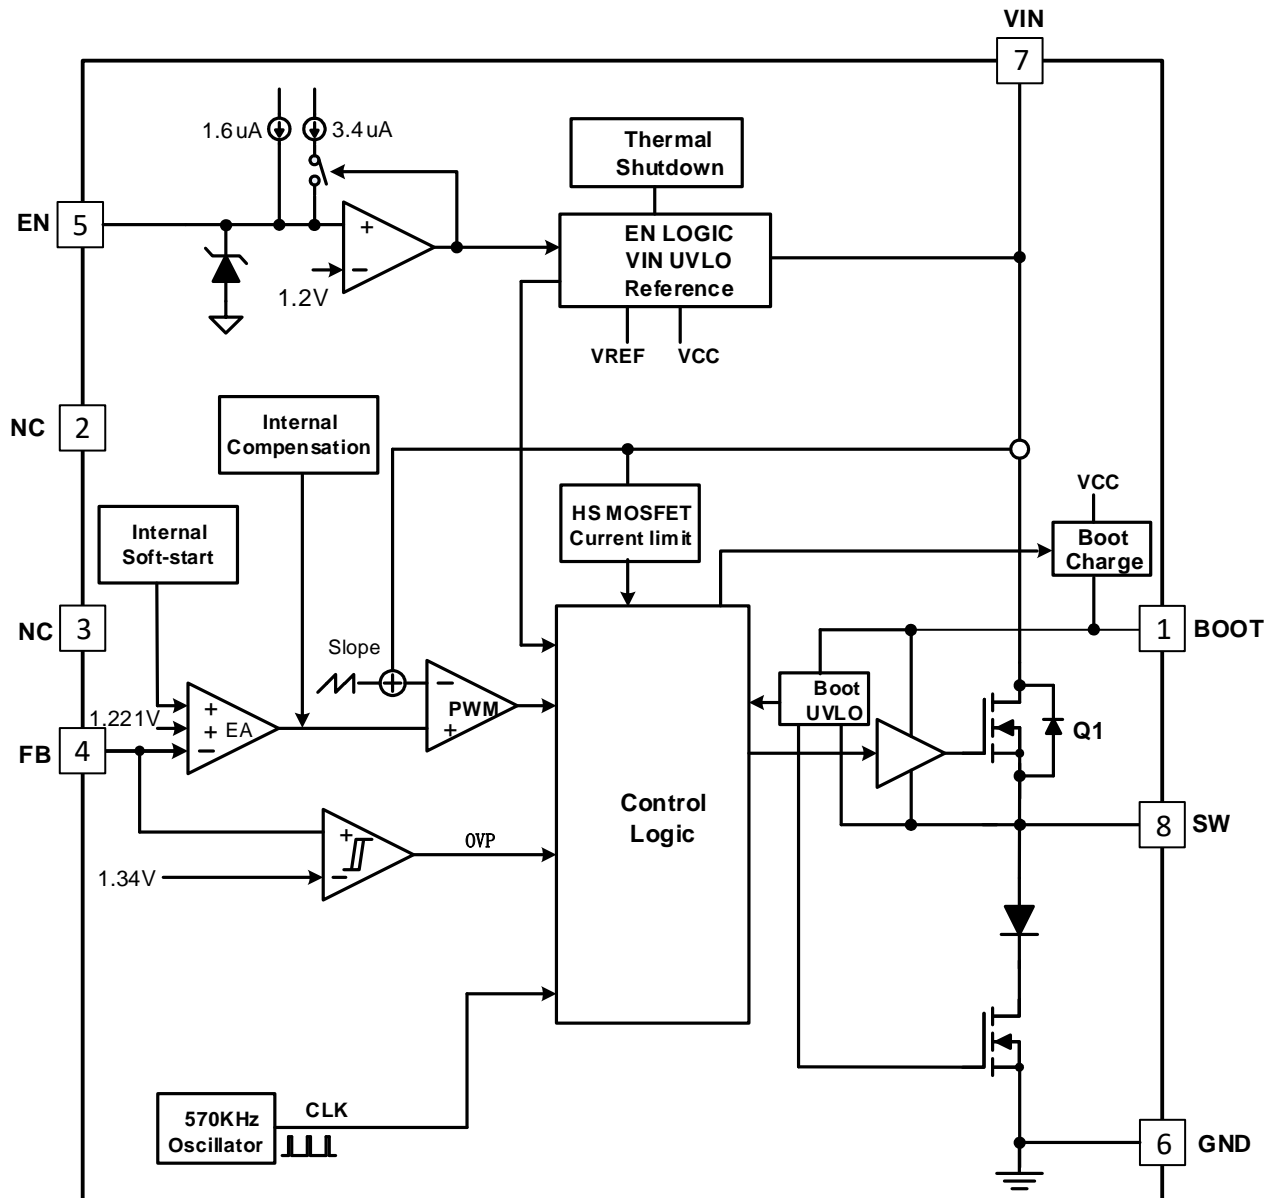 VIN
7
1.6uA
3.4uA
Thermal
Shutdown
EN
5
+
−
1.2V
EN LOGIC
VIN UVLO
Reference
VREF
VCC
NC
2
Internal
Compensation
VCC
HS MOSFET
Current limit
Boot
Charge
Internal
Soft-start
NC
3
1
BOOT
Slope
+
−
PWM
+
Boot
UVLO
1.221V
+
+
EA
−
FB
4
Q1
Control
Logic
8
SW
+
−
OVP
1.34V
570KHz
Oscillator
CLK
6
GND